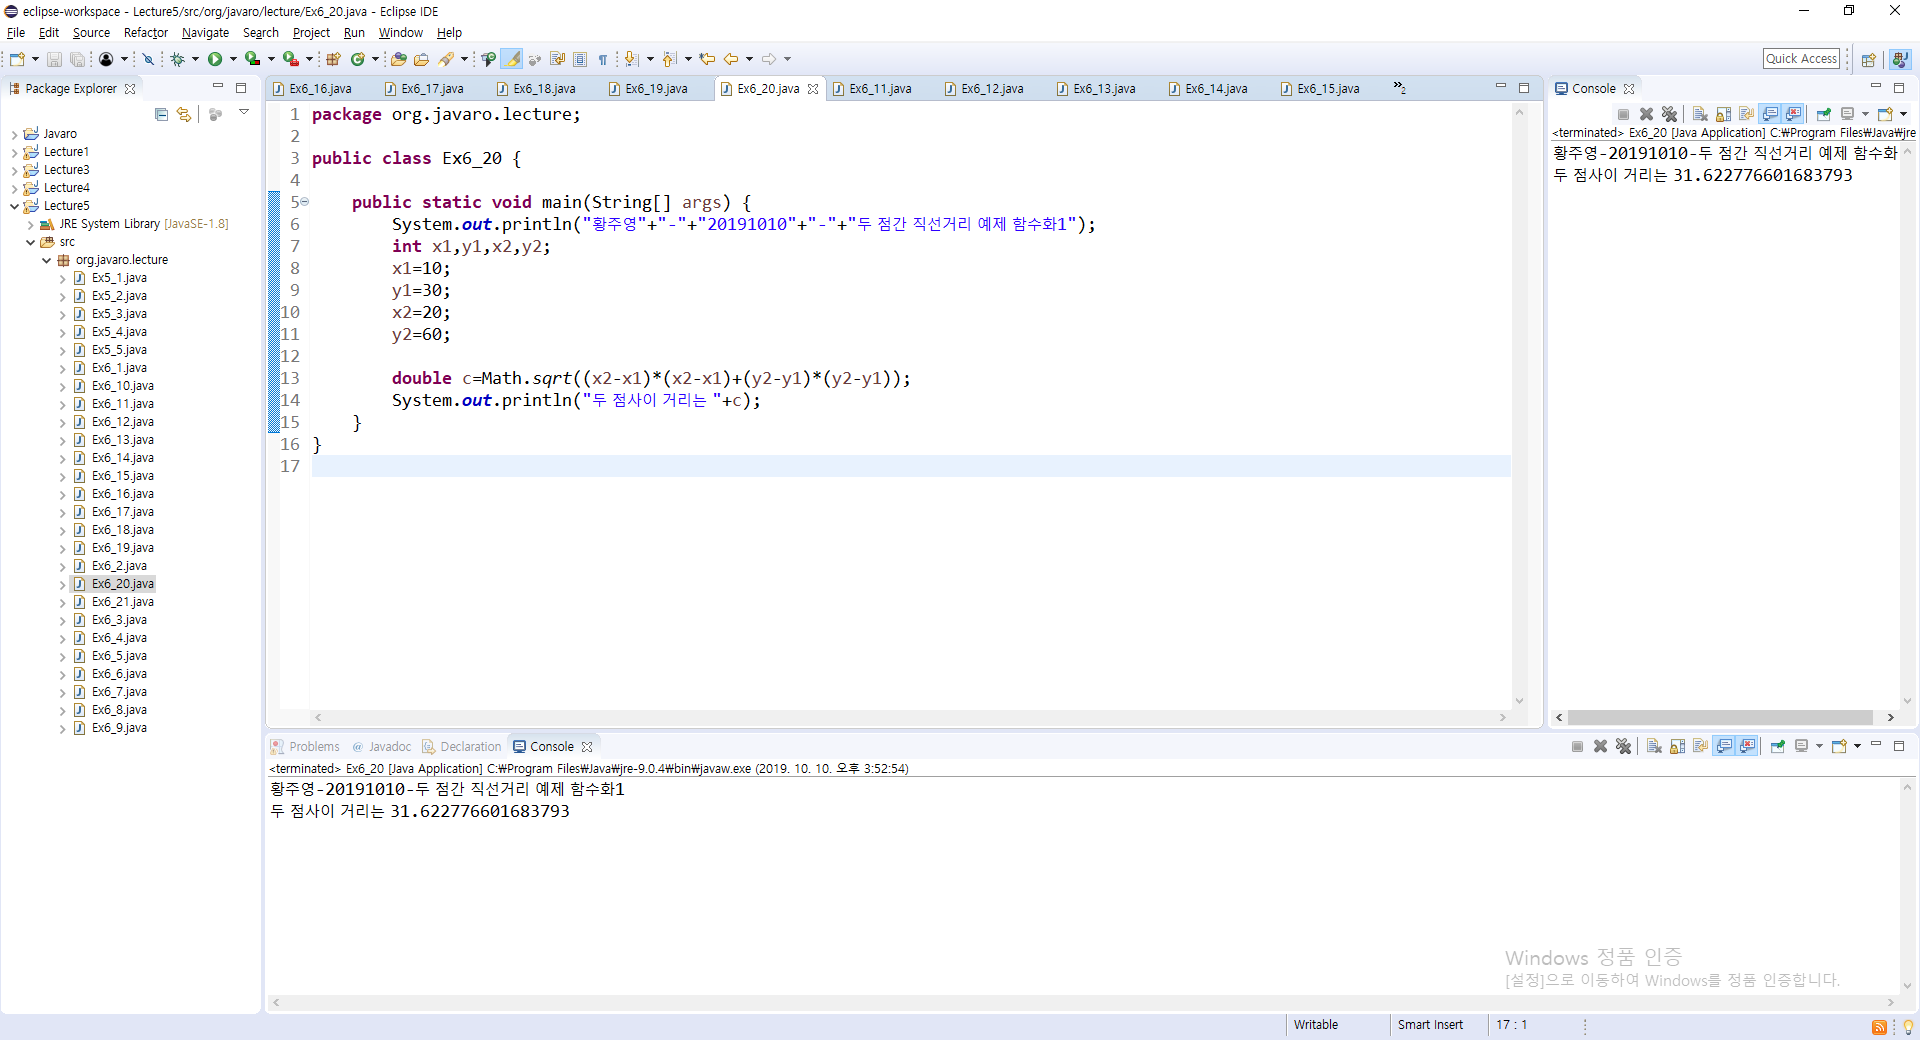 eclipse-workspace - Lecture5/src/org/javaro/lecture/Ex6_20.java - Eclipse IDE
File Edit Source Refactor Navigate Search Project Run Window Help
Quick Access
Package Explorer
Javaro
Lecture1
Lecture3
Lecture4
Lecture5
JRE System Library [JavaSE-1.8]
src
org.javaro.lecture
Ex5_1.java
Ex5_2.java
Ex5_3.java
Ex5_4.java
Ex5_5.java
Ex6_1.java
Ex6_10.java
Ex6_11.java
Ex6_12.java
Ex6_13.java
Ex6_14.java
Ex6_15.java
Ex6_16.java
Ex6_17.java
Ex6_18.java
Ex6_19.java
Ex6_2.java
Ex6_20.java
Ex6_21.java
Ex6_3.java
Ex6_4.java
Ex6_5.java
Ex6_6.java
Ex6_7.java
Ex6_8.java
Ex6_9.java
Ex6_16.java Ex6_17.java Ex6_18.java Ex6_19.java Ex6_20.java Ex6_11.java Ex6_12.java Ex6_13.java Ex6_14.java Ex6_15.java »2
1 package org.javaro.lecture;
2
3 public class Ex6_20 {
4
5 public static void main(String[] args) {
6 System.out.println("황주영"+"-"+"20191010"+"-"+"두 점간 직선거리 예제 함수화1");
7 int x1,y1,x2,y2;
8 x1=10;
9 y1=30;
10 x2=20;
11 y2=60;
12
13 double c=Math.sqrt((x2-x1)*(x2-x1)+(y2-y1)*(y2-y1));
14 System.out.println("두 점사이 거리는 "+c);
15 }
16 }
17
Console
<terminated> Ex6_20 [Java Application] C:₩Program Files₩Java₩jre
황주영-20191010-두 점간 직선거리 예제 함수화
두 점사이 거리는 31.622776601683793
Problems @ Javadoc Declaration Console
<terminated> Ex6_20 [Java Application] C:₩Program Files₩Java₩jre-9.0.4₩bin₩javaw.exe (2019. 10. 10. 오후 3:52:54)
황주영-20191010-두 점간 직선거리 예제 함수화1
두 점사이 거리는 31.622776601683793
Windows 정품 인증
[설정]으로 이동하여 Windows를 정품 인증합니다.
Writable Smart Insert 17 : 1